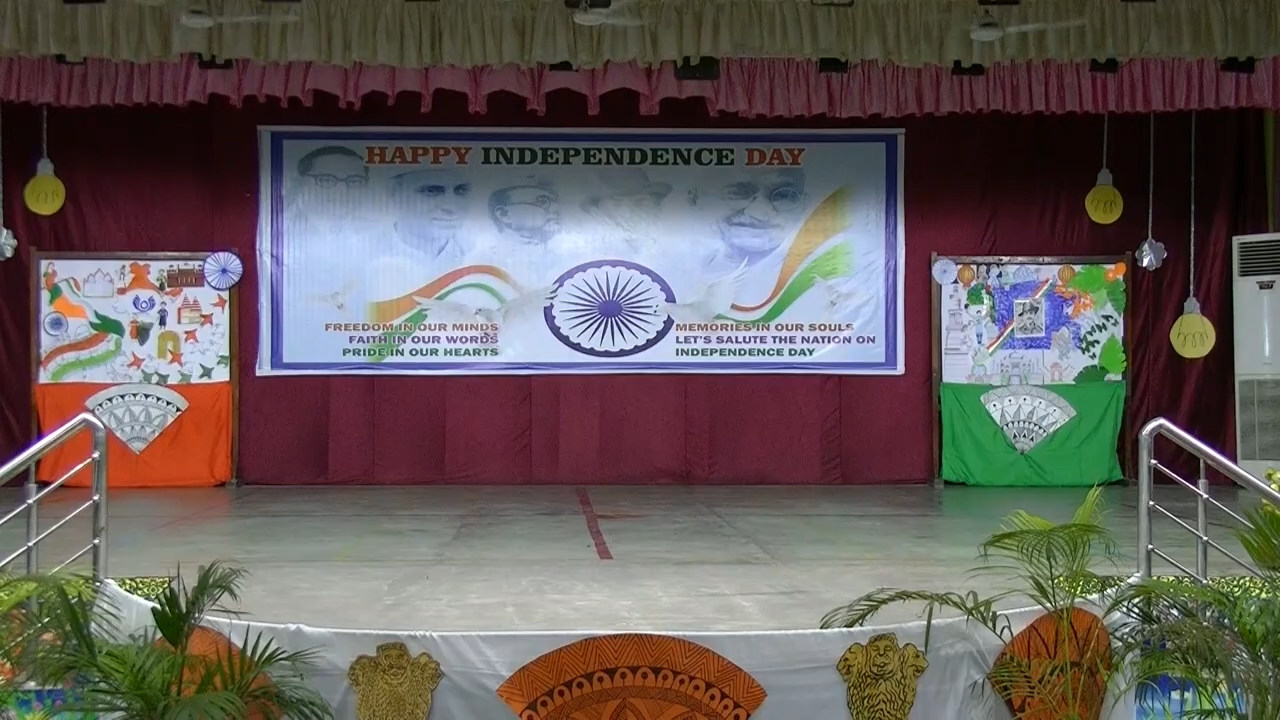 HAPPY INDEPENDENCE DAY
FREEDOM IN OUR MINDS
FAITH IN OUR WORDS
PRIDE IN OUR HEARTS
MEMORIES IN OUR SOULS
LET'S SALUTE THE NATION ON
INDEPENDENCE DAY